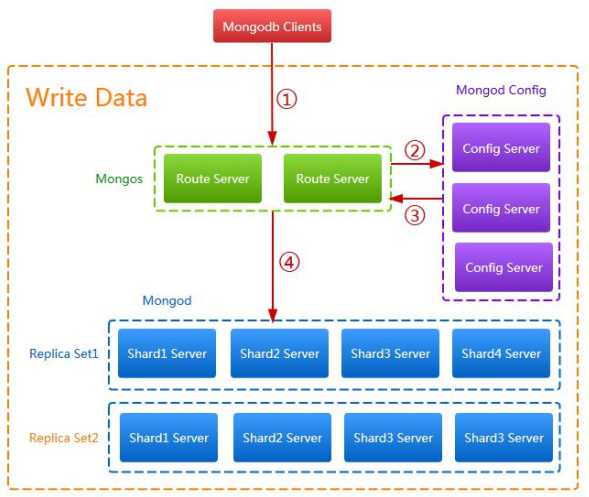 Mongodb Clients
Write Data
①
Mongod Config
Mongos
Route Server
Route Server
②
③
Config Server
Config Server
Config Server
④
Mongod
Replica Set1
Shard1 Server
Shard2 Server
Shard3 Server
Shard4 Server
Replica Set2
Shard1 Server
Shard2 Server
Shard3 Server
Shard3 Server